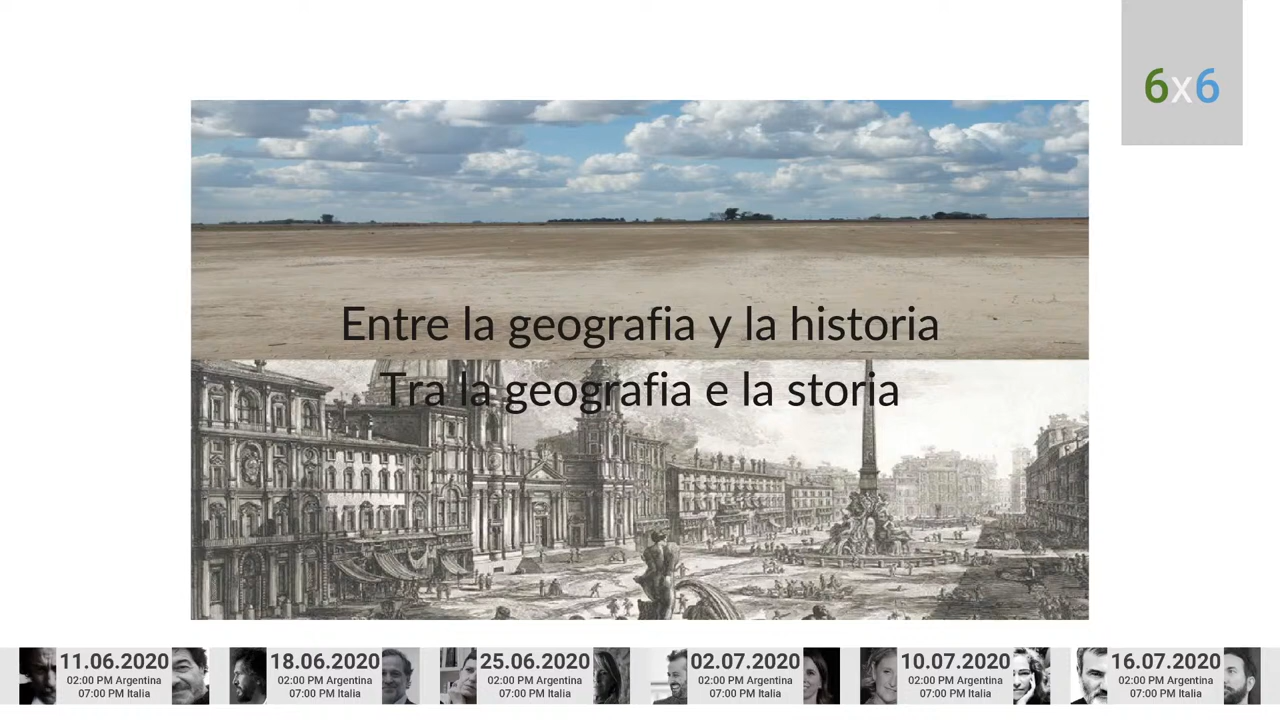 6x6
Entre la geografia y la historia
Tra la geografia e la storia
11.06.2020
02:00 PM Argentina
07:00 PM Italia
18.06.2020
02:00 PM Argentina
07:00 PM Italia
25.06.2020
02:00 PM Argentina
07:00 PM Italia
02.07.2020
02:00 PM Argentina
07:00 PM Italia
10.07.2020
02:00 PM Argentina
07:00 PM Italia
16.07.2020
02:00 PM Argentina
07:00 PM Italia